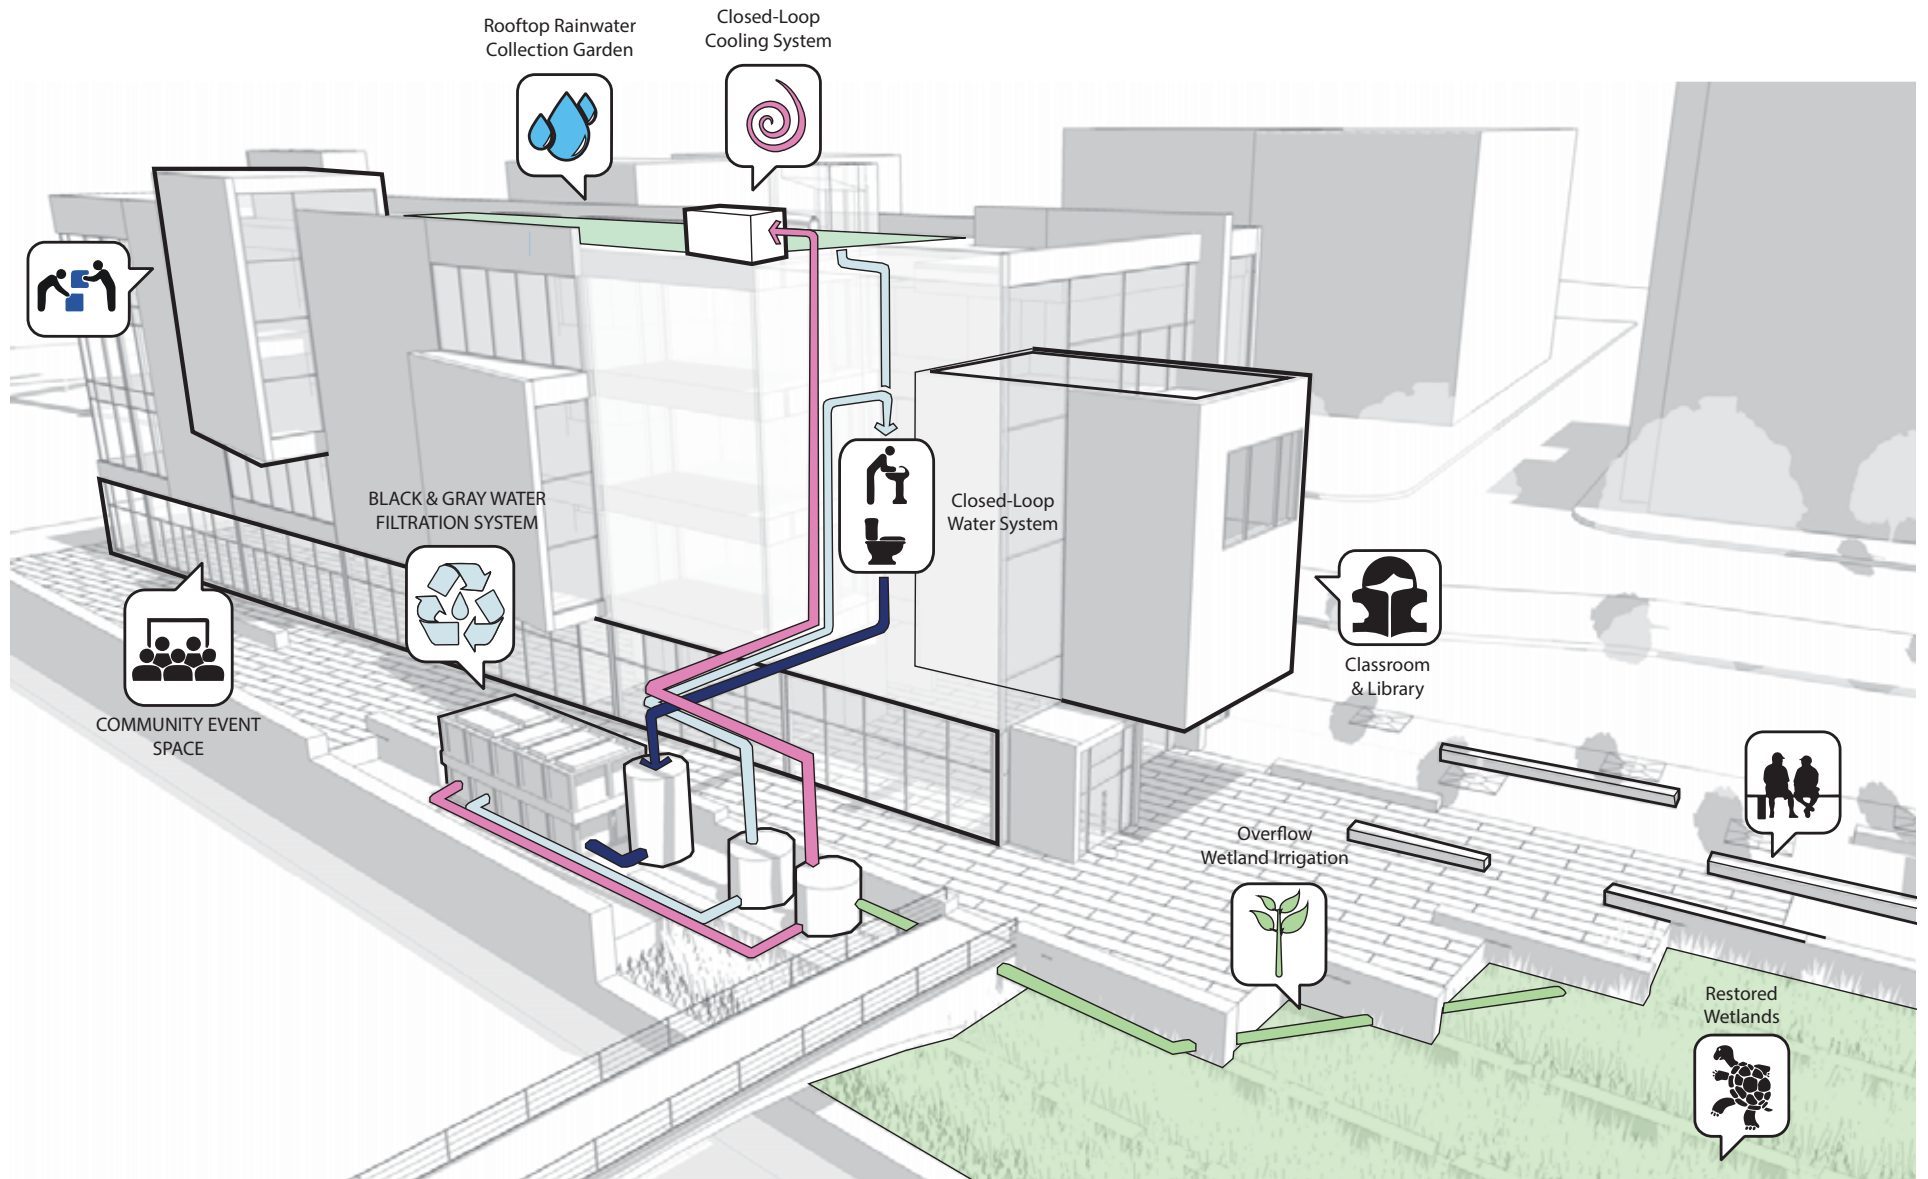 Rooftop Rainwater
Collection Garden
Closed-Loop
Cooling System
BLACK & GRAY WATER
FILTRATION SYSTEM
Closed-Loop
Water System
COMMUNITY EVENT
SPACE
Classroom
& Library
Overflow
Wetland Irrigation
Restored
Wetlands